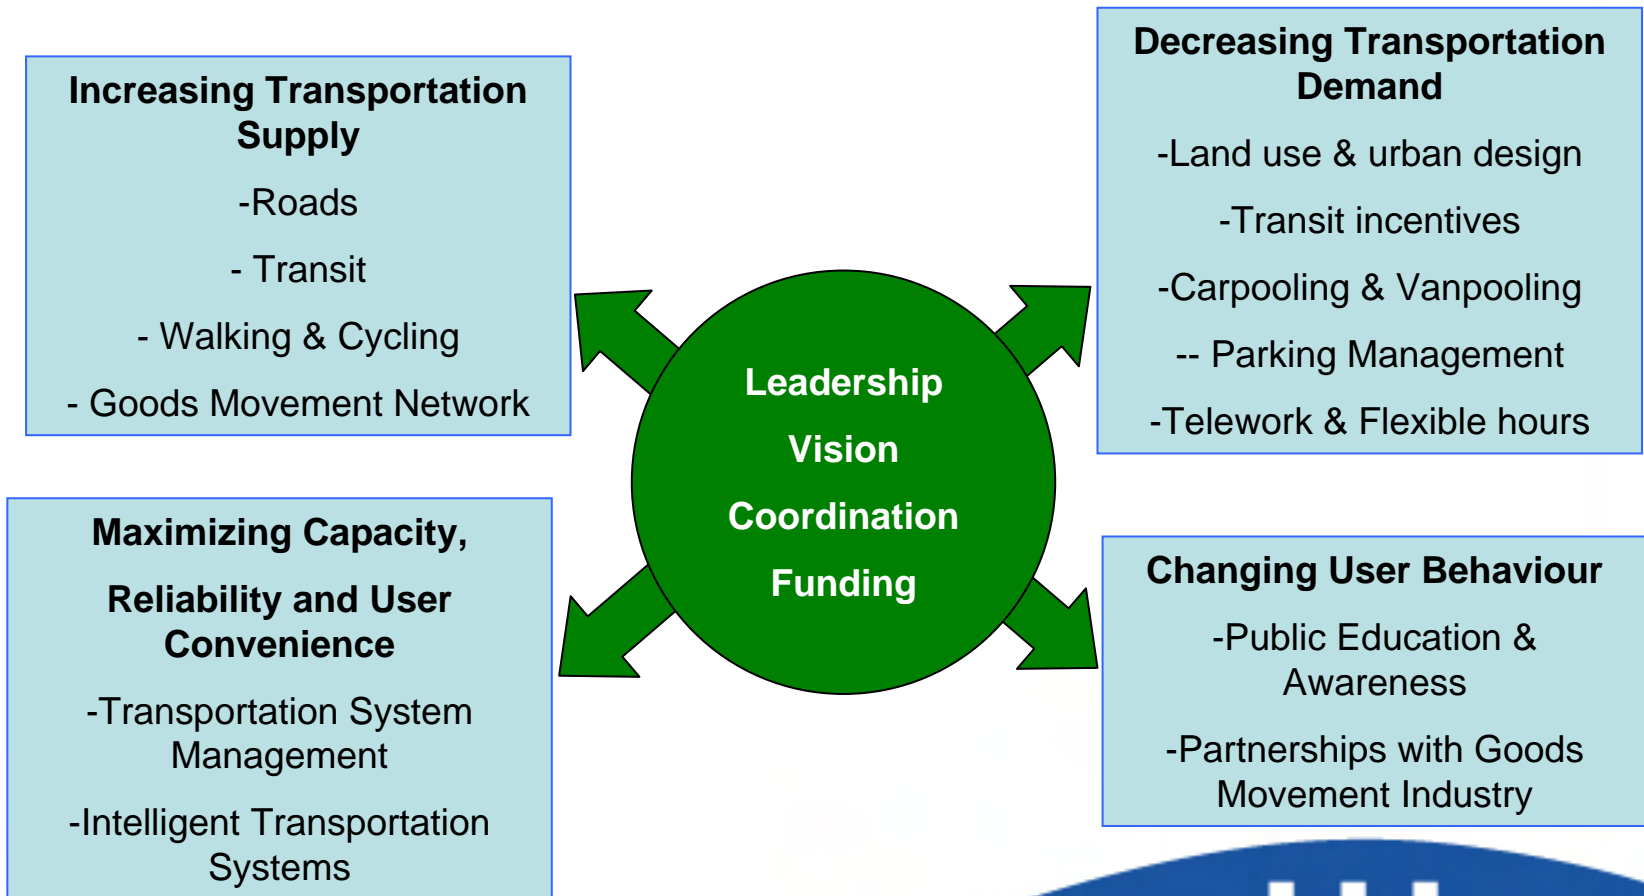 Increasing Transportation
Supply
-Roads
- Transit
- Walking & Cycling
- Goods Movement Network
Decreasing Transportation
Demand
-Land use & urban design
-Transit incentives
-Carpooling & Vanpooling
-- Parking Management
-Telework & Flexible hours
Leadership
Vision
Coordination
Funding
Maximizing Capacity,
Reliability and User
Convenience
-Transportation System
Management
-Intelligent Transportation
Systems
Changing User Behaviour
-Public Education &
Awareness
-Partnerships with Goods
Movement Industry